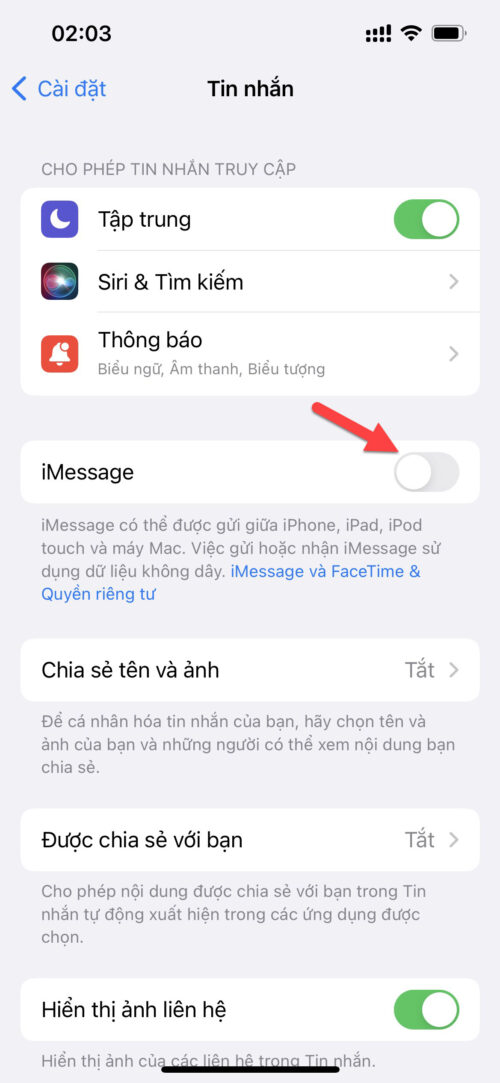 02:03
Cài đặt
Tin nhắn
CHO PHÉP TIN NHẮN TRUY CẬP
Tập trung
Siri & Tìm kiếm
Thông báo
Biểu ngữ, Âm thanh, Biểu tượng
iMessage
iMessage có thể được gửi giữa iPhone, iPad, iPod
touch và máy Mac. Việc gửi hoặc nhận iMessage sử
dụng dữ liệu không dây. iMessage và FaceTime &
Quyền riêng tư
Chia sẻ tên và ảnh Tắt
Để cá nhân hóa tin nhắn của bạn, hãy chọn tên và
ảnh của bạn và những người có thể xem nội dung bạn
chia sẻ.
Được chia sẻ với bạn Tắt
Cho phép nội dung được chia sẻ với bạn trong Tin
nhắn tự động xuất hiện trong các ứng dụng được
chọn.
Hiển thị ảnh liên hệ
Hiển thị ảnh của các liên hệ trong Tin nhắn.